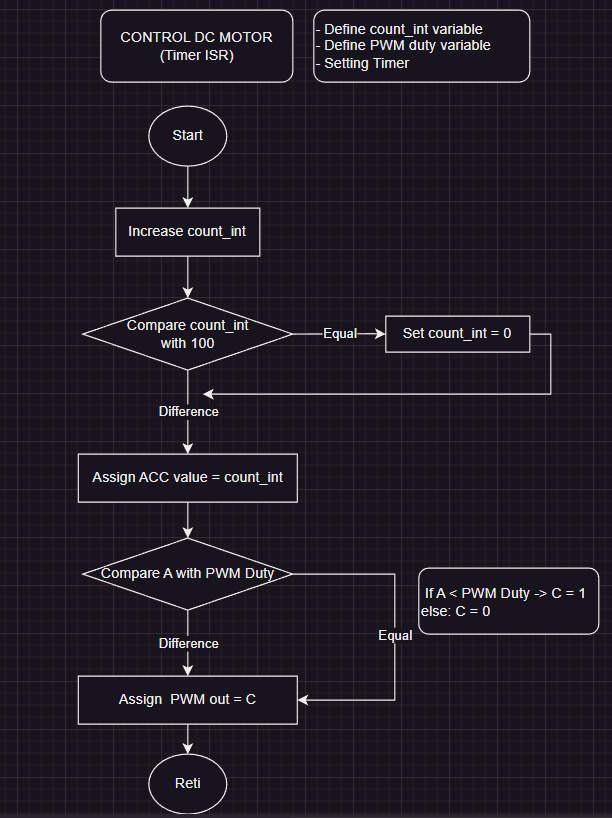 CONTROL DC MOTOR
(Timer ISR)
- Define count_int variable
- Define PWM duty variable
- Setting Timer
Start
Increase count_int
Compare count_int
with 100
Equal
Set count_int = 0
Difference
Assign ACC value = count_int
Compare A with PWM Duty
If A < PWM Duty -> C = 1
else: C = 0
Equal
Difference
Assign  PWM out = C
Reti